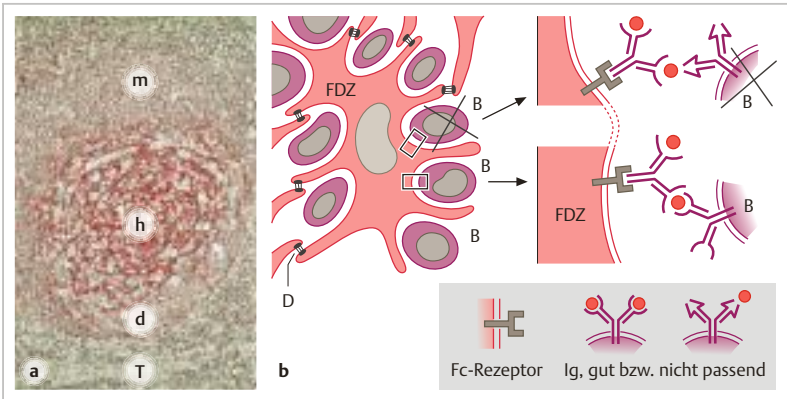 a
m
h
d
T
b
FDZ
B
B
B
D
FDZ
B
B
Fc-Rezeptor
Ig, gut bzw. nicht passend